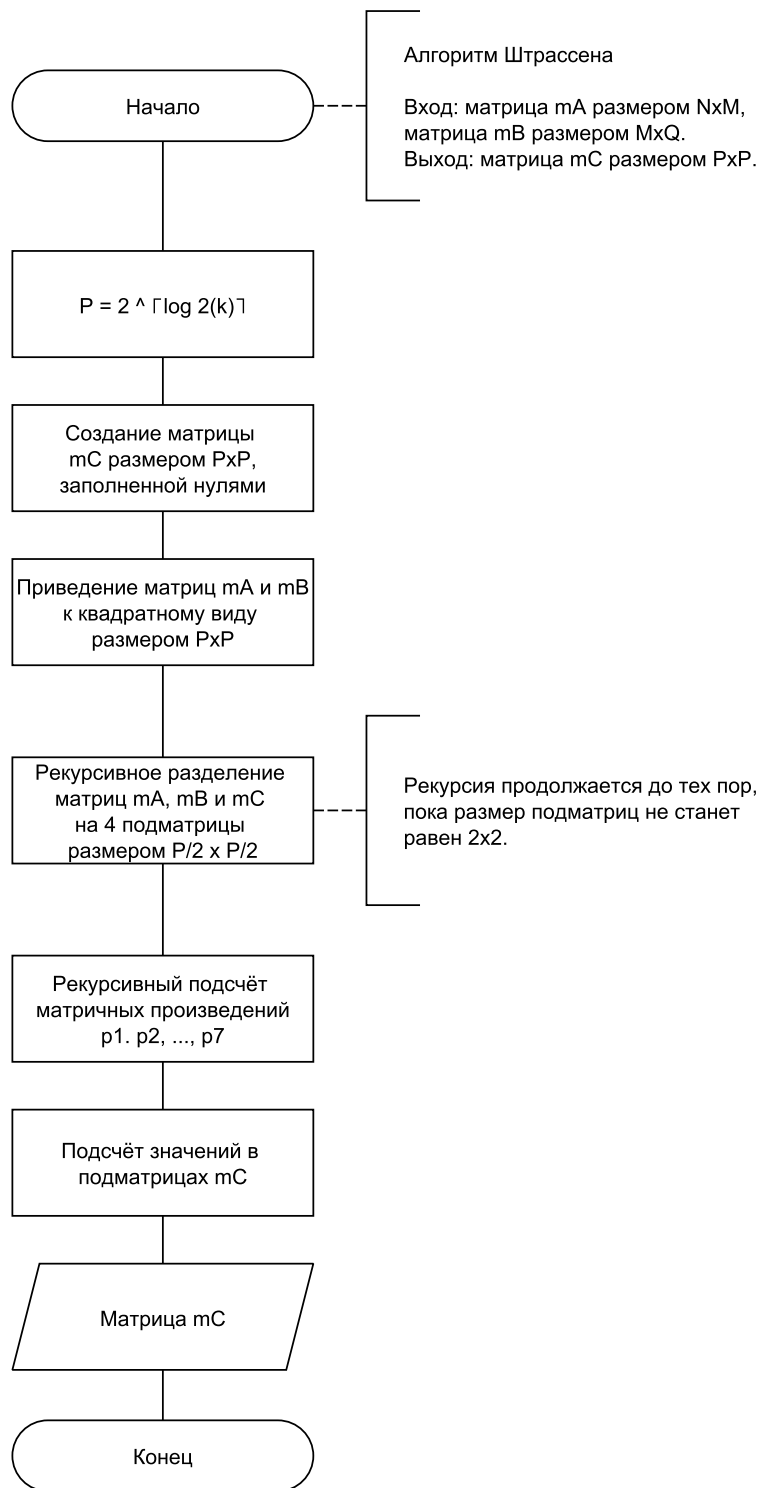 Алгоритм Штрассена
Начало
Вход: матрица mA размером NxM,
матрица mB размером MxQ.
Выход: матрица mC размером PxP.
P = 2 ^ ⌈log 2(k)⌉
Создание матрицы
mC размером PxP,
заполненной нулями
Приведение матриц mA и mB
к квадратному виду
размером PxP
Рекурсивное разделение
матриц mA, mB и mC
на 4 подматрицы
размером P/2 x P/2
Рекурсия продолжается до тех пор,
пока размер подматриц не станет
равен 2x2.
Рекурсивный подсчёт
матричных произведений
p1. p2, ..., p7
Подсчёт значений в
подматрицах mC
Матрица mC
Конец